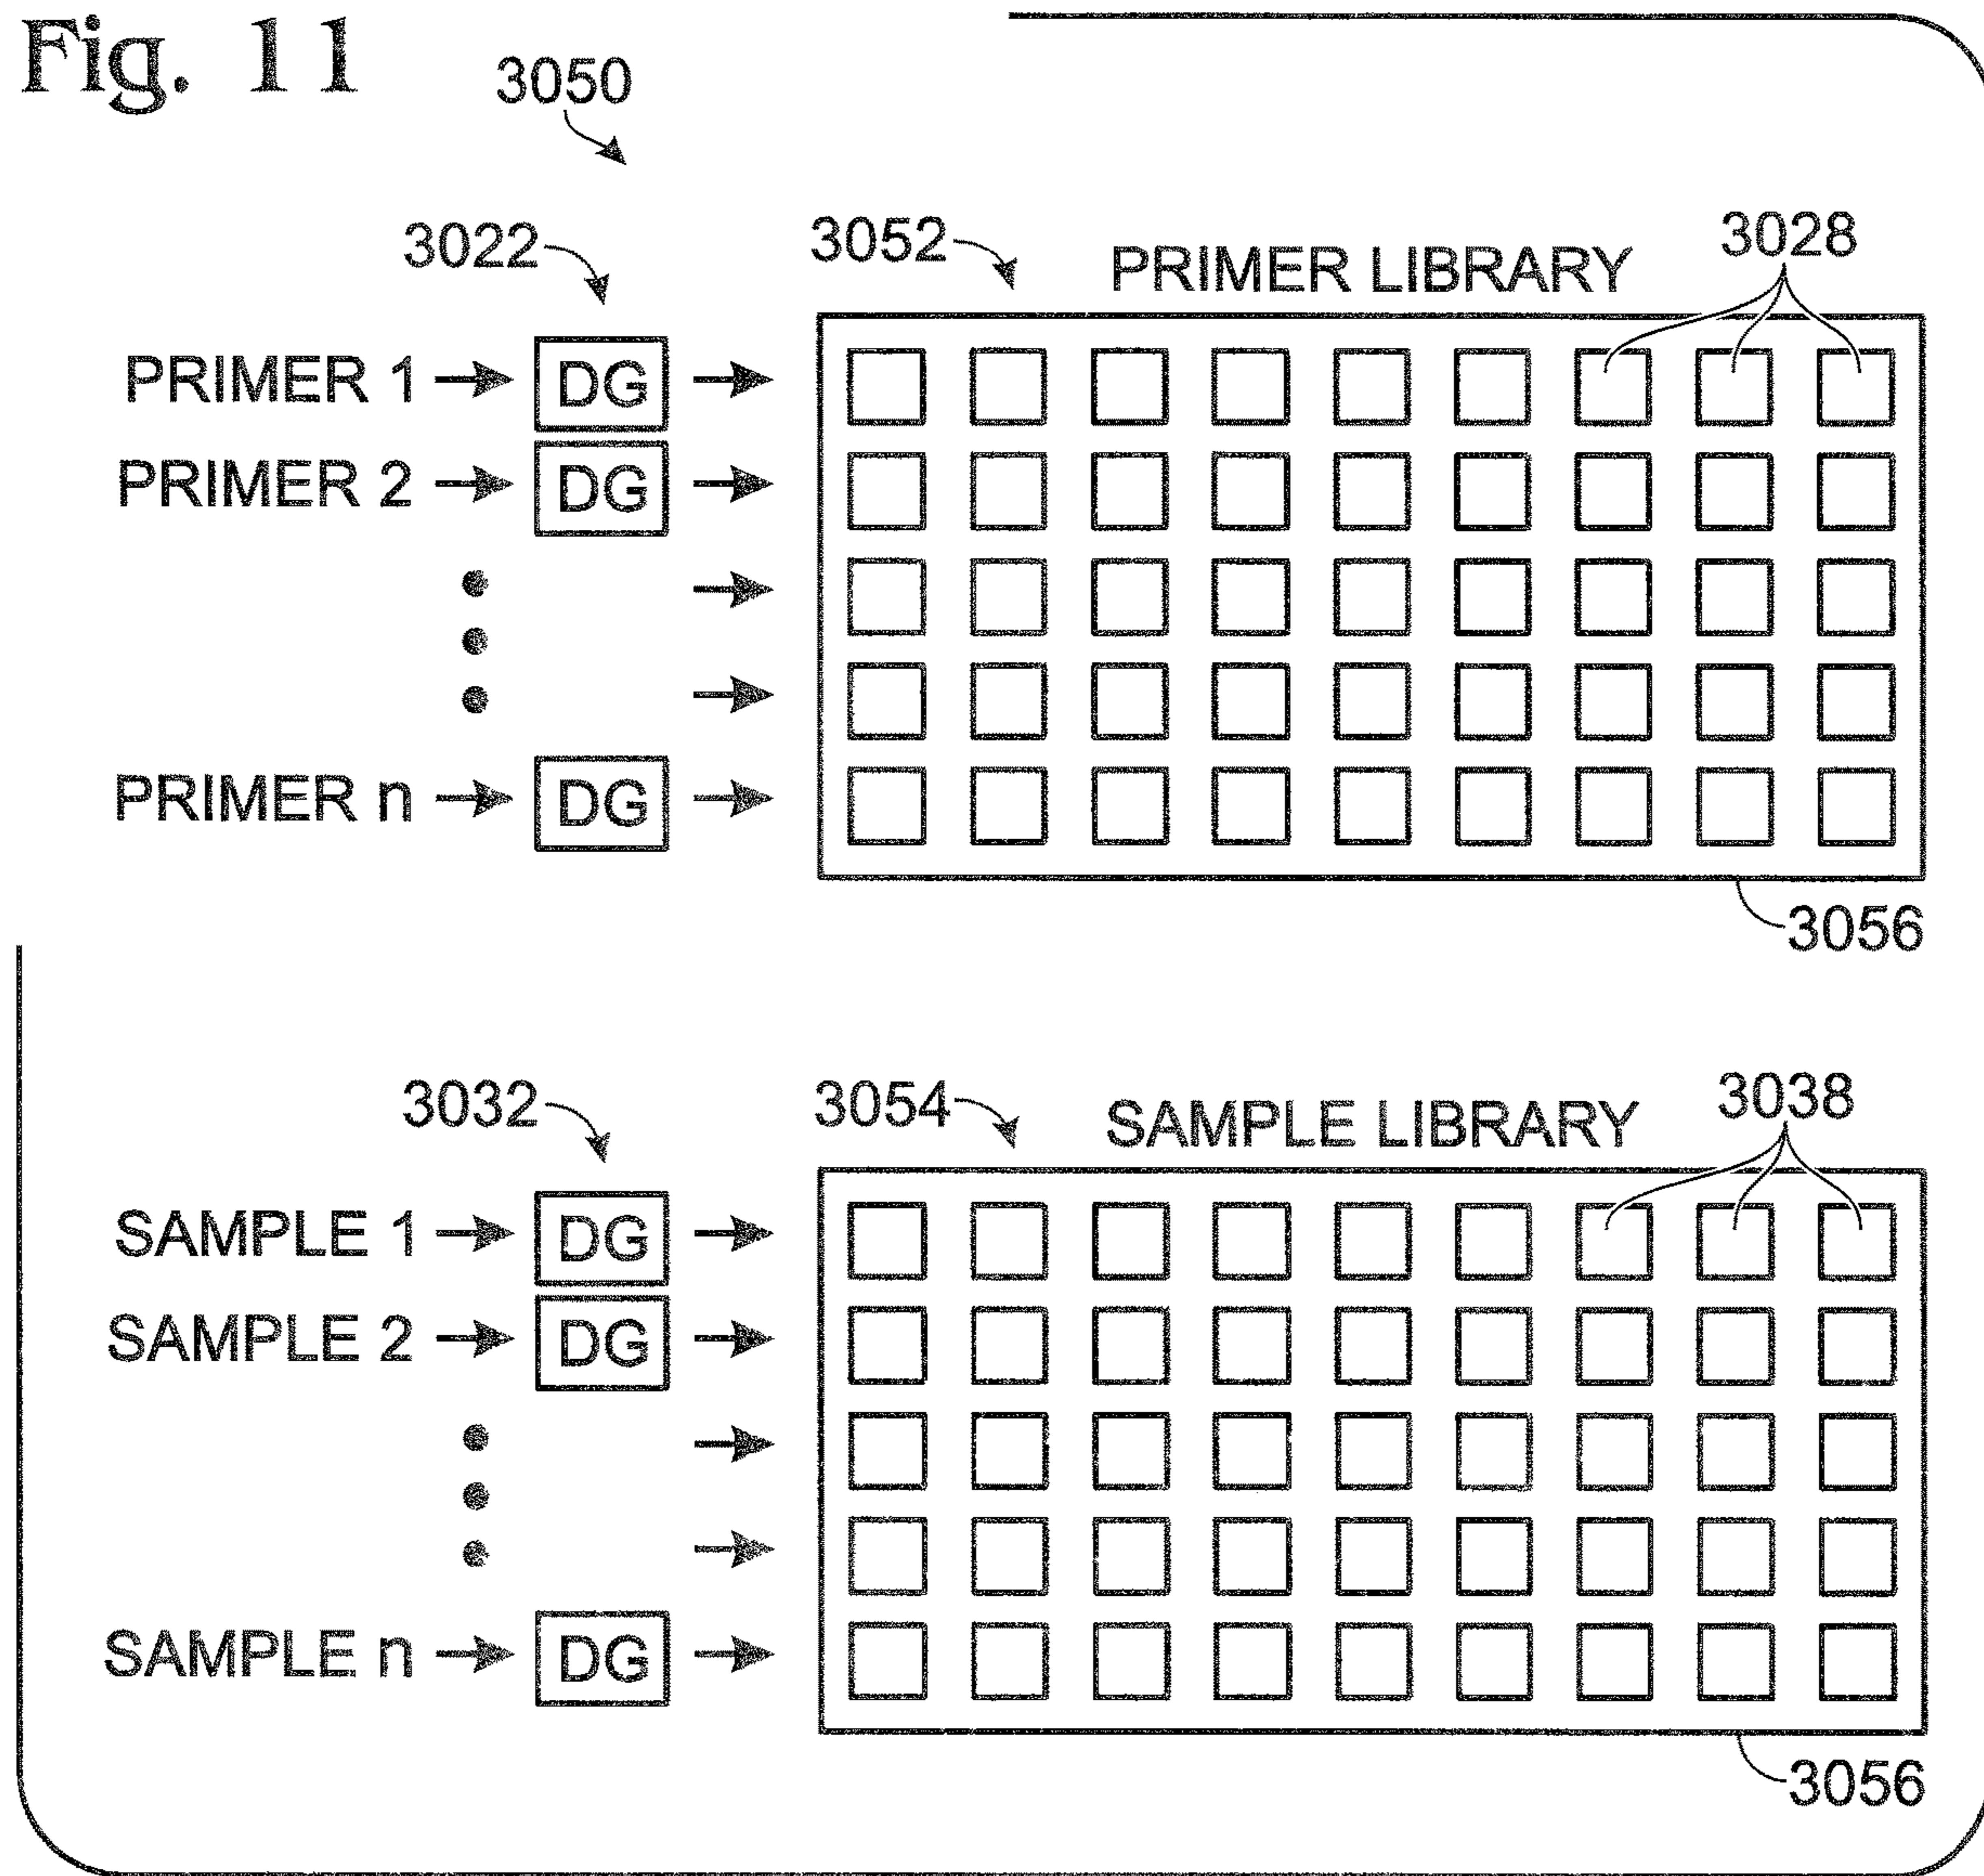 Fig. 11
3050
3022
3052
PRIMER LIBRARY
3028
PRIMER 1
DG
PRIMER 2
DG
PRIMER n
DG
3056
3032
3054
SAMPLE LIBRARY
3038
SAMPLE 1
DG
SAMPLE 2
DG
SAMPLE n
DG
3056